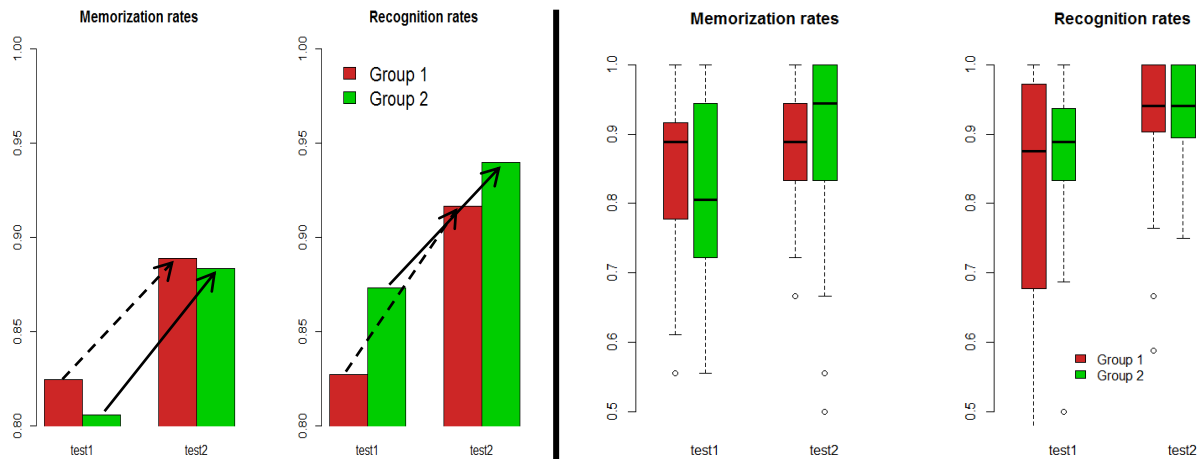 Memorization rates
1.00
0.95
0.90
0.85
0.80
test1
test2
Recognition rates
1.00
0.95
0.90
0.85
0.80
Group 1
Group 2
test1
test2
Memorization rates
1.0
0.9
0.8
0.7
0.6
0.5
test1
test2
Recognition rates
1.0
0.9
0.8
0.7
0.6
0.5
Group 1
Group 2
test1
test2